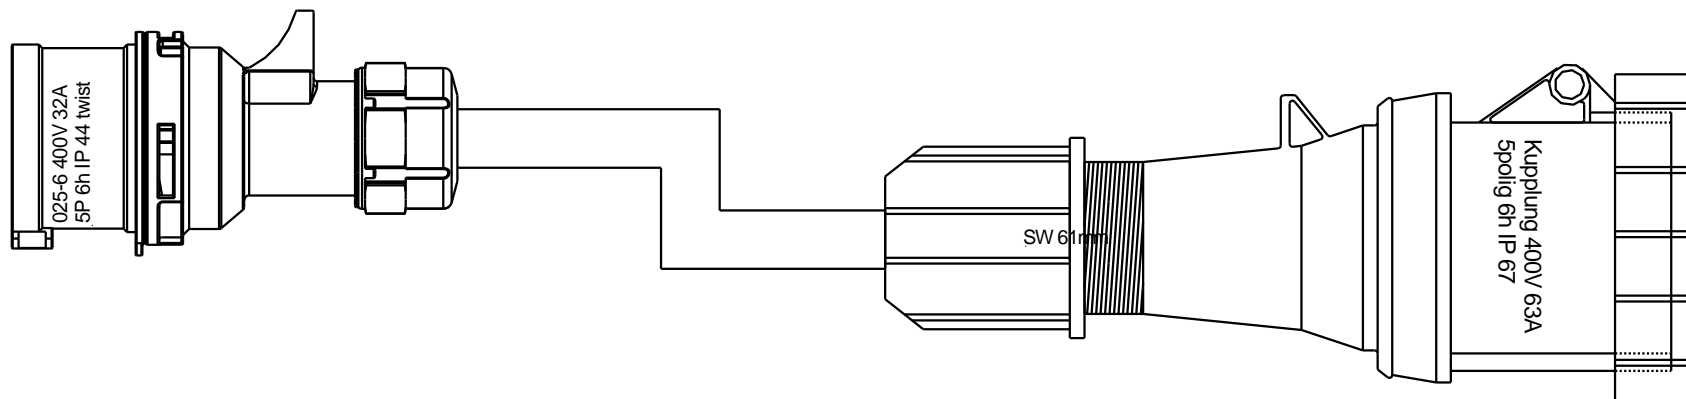 025-6 400V 32A
5P 6h IP 44 twist
SW 61mm
Kupplung 400V 63A
5polig 6h IP 67